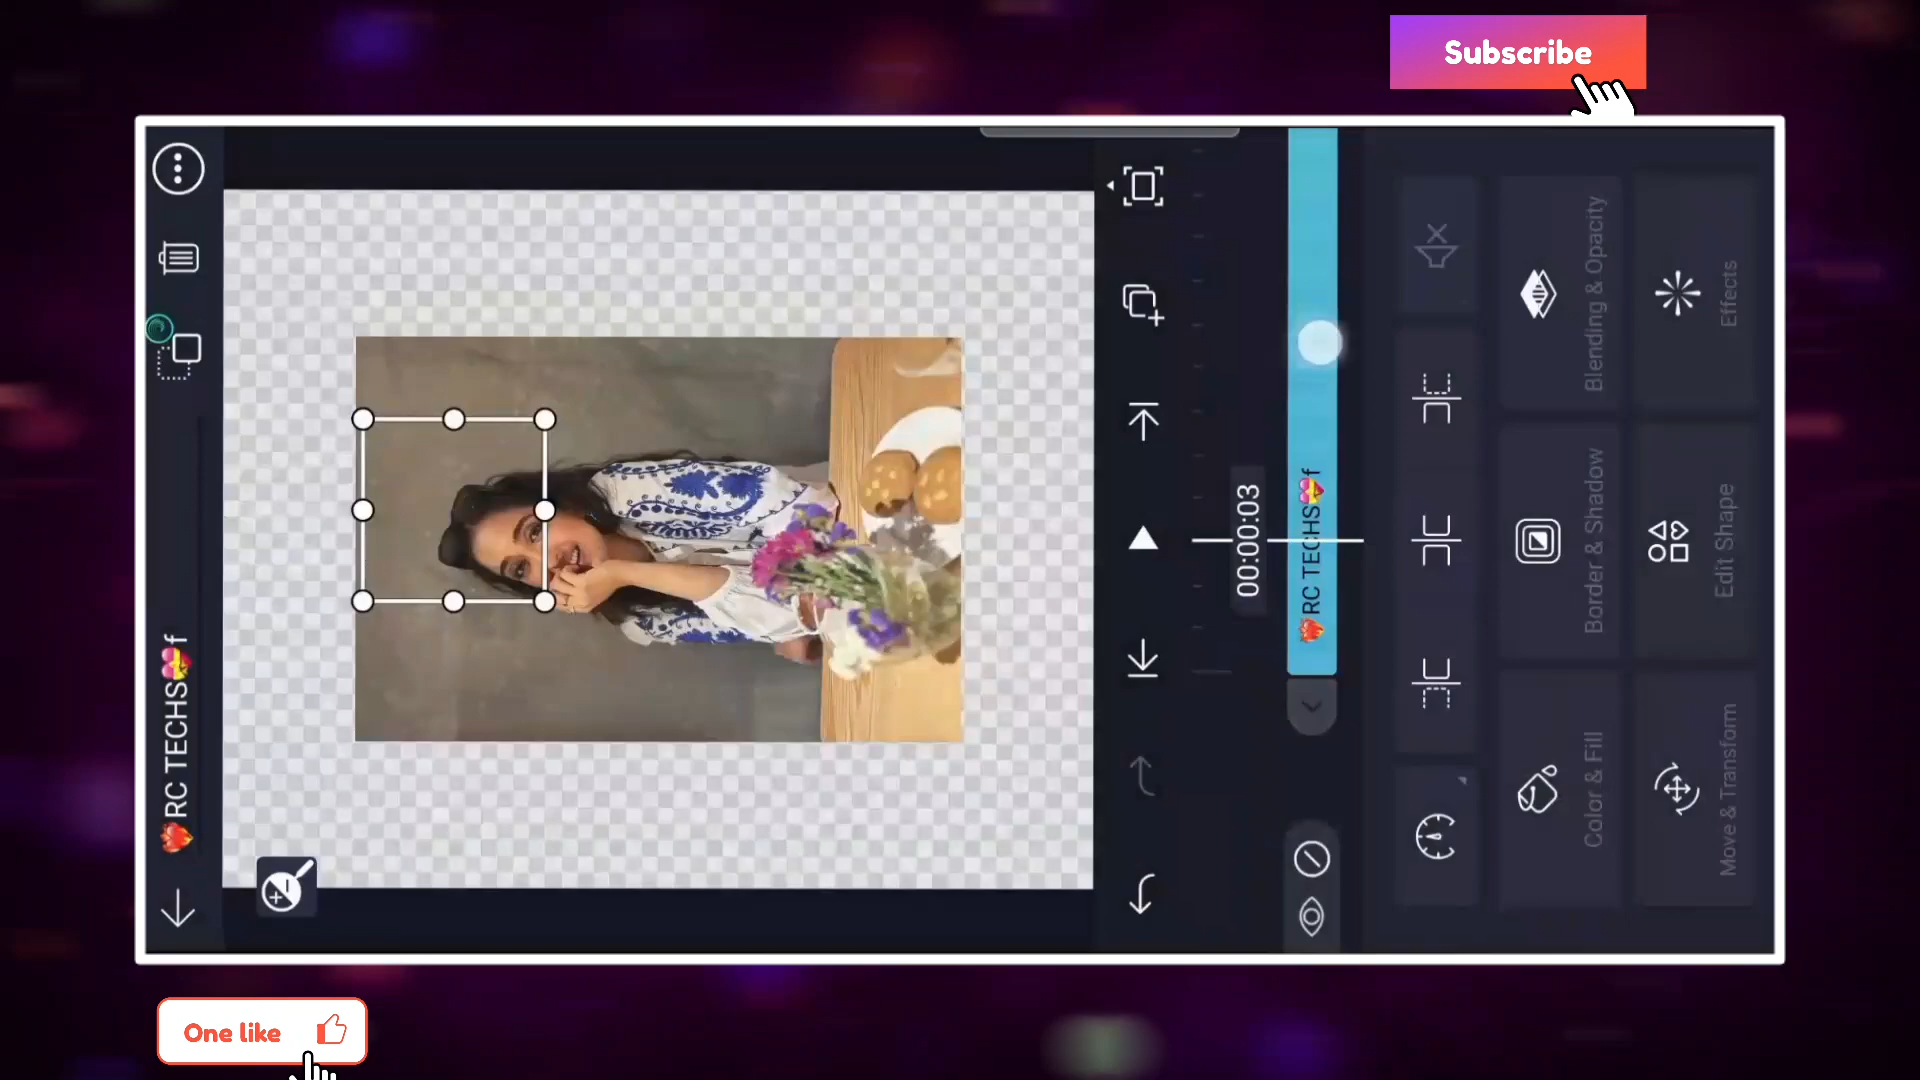 Subscribe
❤️‍🔥RC TECHS💝f
00:00:03
❤️‍🔥RC TECHS💝f
Color & Fill
Border & Shadow
Blending & Opacity
Move & Transform
Edit Shape
Effects
One like